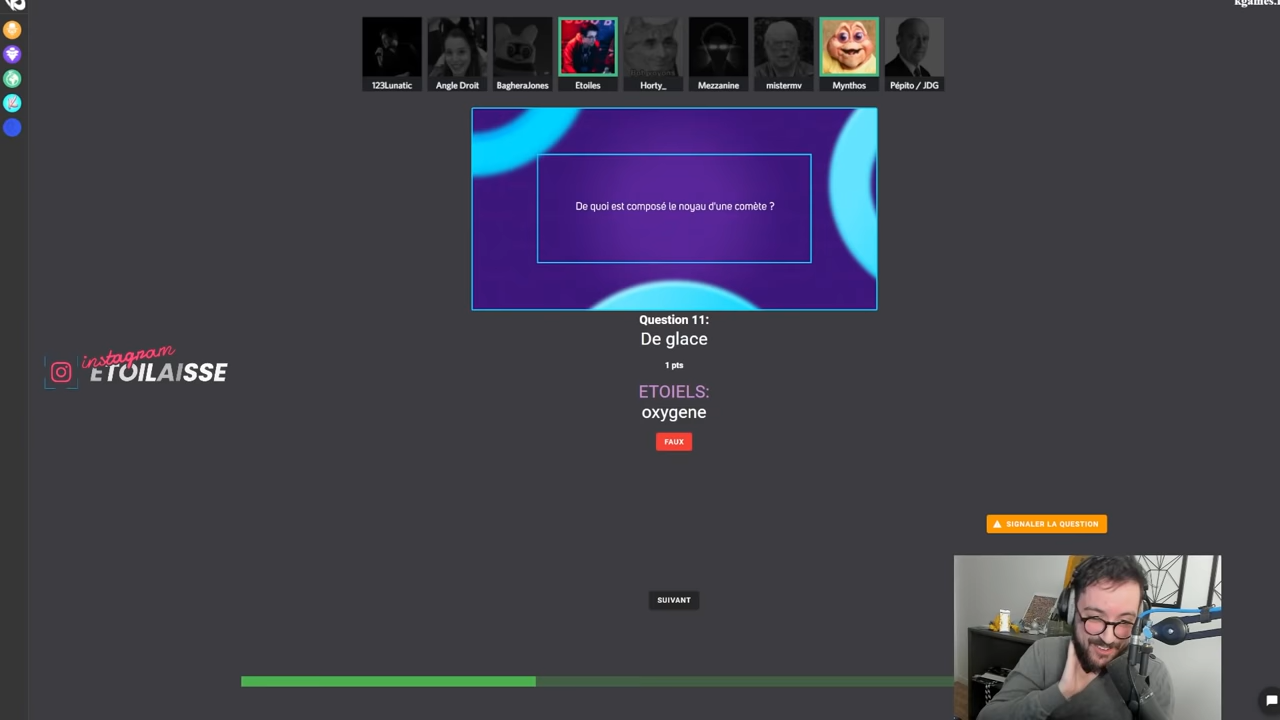 kgames.
123Lunatic
Angle Droit
BagheraJones
Etoiles
Horty_
Mezzanine
mistermv
Mynthos
Pépito / JDG
De quoi est composé le noyau d'une comète ?
Question 11:
De glace
1 pts
ETOIELS:
oxygene
FAUX
instagram
ETOILAISSE
SIGNALER LA QUESTION
SUIVANT